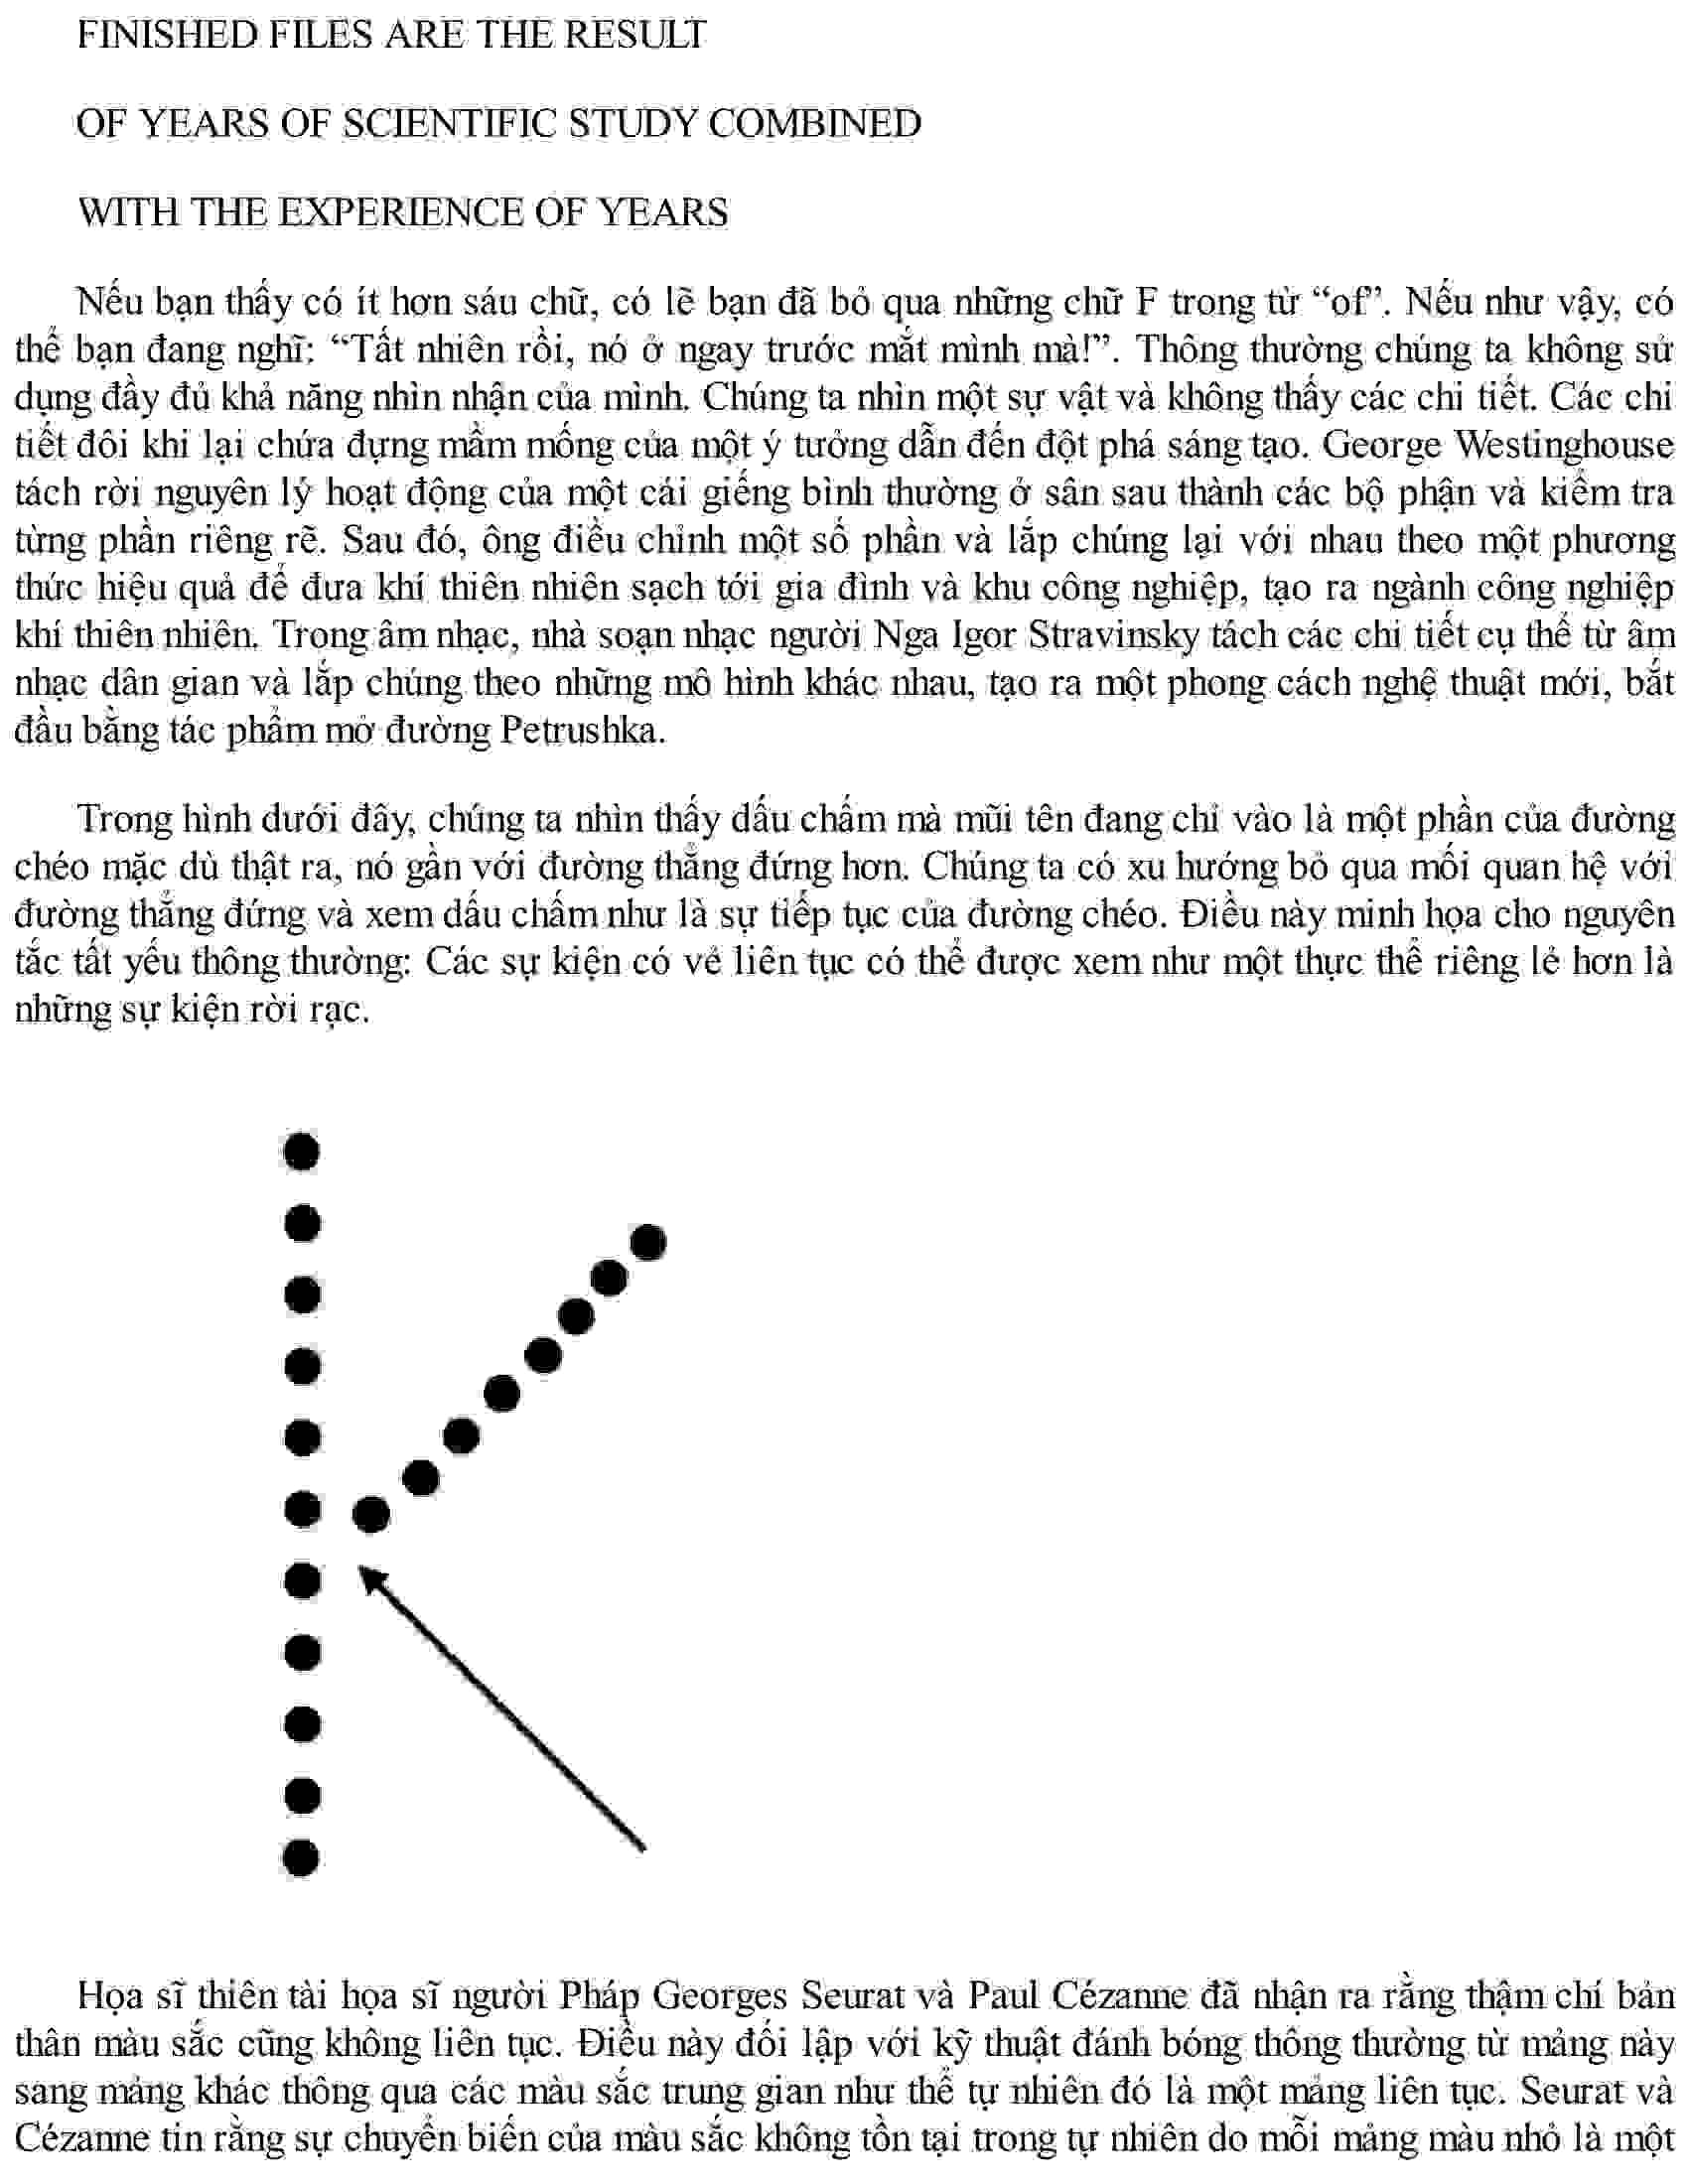 FINISHED FILES ARE THE RESULT
OF YEARS OF SCIENTIFIC STUDY COMBINED
WITH THE EXPERIENCE OF YEARS
Nếu bạn thấy có ít hơn sáu chữ, có lẽ bạn đã bỏ qua những chữ F trong từ “of”. Nếu như vậy, có
thể bạn đang nghĩ: “Tất nhiên rồi, nó ở ngay trước mắt mình mà!”. Thông thường chúng ta không sử
dụng đầy đủ khả năng nhìn nhận của mình. Chúng ta nhìn một sự vật và không thấy các chi tiết. Các chi
tiết đôi khi lại chứa đựng mầm mống của một ý tưởng dẫn đến đột phá sáng tạo. George Westinghouse
tách rời nguyên lý hoạt động của một cái giếng bình thường ở sân sau thành các bộ phận và kiểm tra
từng phần riêng rẽ. Sau đó, ông điều chỉnh một số phần và lắp chúng lại với nhau theo một phương
thức hiệu quả để đưa khí thiên nhiên sạch tới gia đình và khu công nghiệp, tạo ra ngành công nghiệp
khí thiên nhiên. Trong âm nhạc, nhà soạn nhạc người Nga Igor Stravinsky tách các chi tiết cụ thể từ âm
nhạc dân gian và lắp chúng theo những mô hình khác nhau, tạo ra một phong cách nghệ thuật mới, bắt
đầu bằng tác phẩm mở đường Petrushka.
Trong hình dưới đây, chúng ta nhìn thấy dấu chấm mà mũi tên đang chỉ vào là một phần của đường
chéo mặc dù thật ra, nó gần với đường thẳng đứng hơn. Chúng ta có xu hướng bỏ qua mối quan hệ với
đường thẳng đứng và xem dấu chấm như là sự tiếp tục của đường chéo. Điều này minh họa cho nguyên
tắc tất yếu thông thường: Các sự kiện có vẻ liên tục có thể được xem như một thực thể riêng lẻ hơn là
những sự kiện rời rạc.
Họa sĩ thiên tài họa sĩ người Pháp Georges Seurat và Paul Cézanne đã nhận ra rằng thậm chí bản
thân màu sắc cũng không liên tục. Điều này đối lập với kỹ thuật đánh bóng thông thường từ mảng này
sang mảng khác thông qua các màu sắc trung gian như thể tự nhiên đó là một mảng liên tục. Seurat và
Cézanne tin rằng sự chuyển biến của màu sắc không tồn tại trong tự nhiên do mỗi mảng màu nhỏ là một